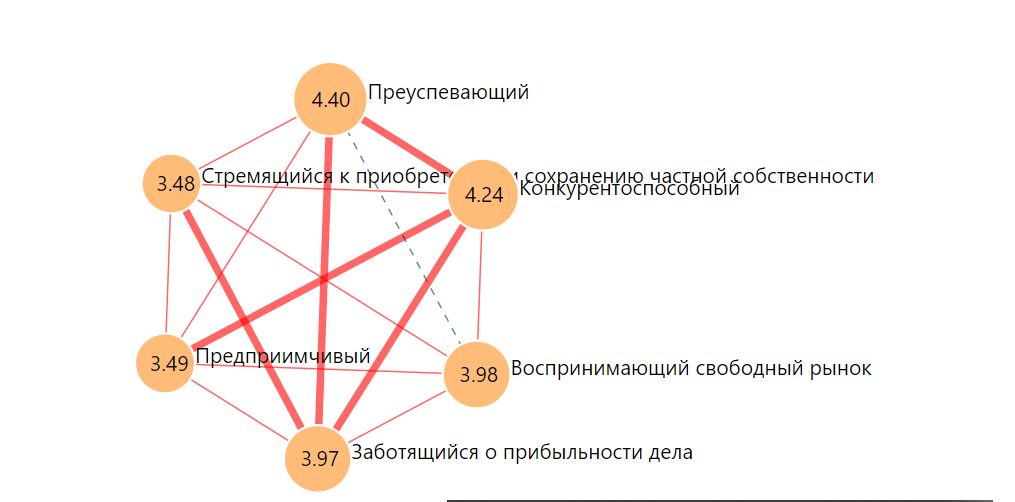 4.40 Преуспевающий
3.48 Стремящийся к приобрет и сохранению частной собственности
4.24 Конкурентоспособный
3.49 Предприимчивый
3.98 Воспринимающий свободный рынок
3.97 Заботящийся о прибыльности дела